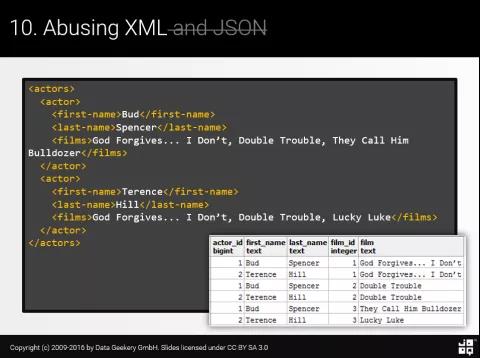 10. Abusing XML and JSON
<actors>
<actor>
<first-name>Bud</first-name>
<last-name>Spencer</last-name>
<films>God Forgives... I Don't, Double Trouble, They Call Him
Bulldozer</films>
</actor>
<actor>
<first-name>Terence</first-name>
<last-name>Hill</last-name>
<films>God Forgives... I Don't, Double Trouble, Lucky Luke</films>
</actor>
</actors>
actor_id first_name last_name film_id film
bigint text text integer text
1 Bud Spencer 1 God Forgives... I Don't
2 Terence Hill 1 God Forgives... I Don't
1 Bud Spencer 2 Double Trouble
2 Terence Hill 2 Double Trouble
1 Bud Spencer 3 They Call Him Bulldozer
2 Terence Hill 3 Lucky Luke
Copyright (c) 2009-2016 by Data Geekery GmbH. Slides licensed under CC BY SA 3.0